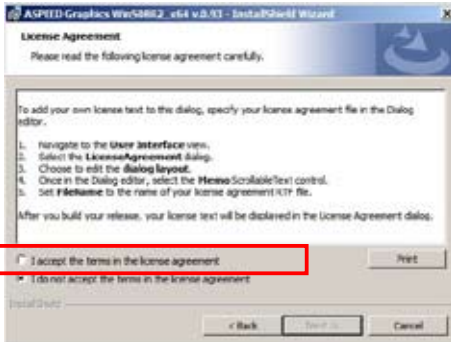 ASPEED Graphics WinS08R2_x64 v.0.93 - InstallShield Wizard
License Agreement
Please read the following license agreement carefully.
To add your own license text to this dialog, specify your license agreement file in the Dialog
editor.
1. Navigate to the User Interface view.
2. Select the LicenseAgreement dialog.
3. Choose to edit the dialog layout.
4. Once in the Dialog editor, select the Memo ScrollableText control.
5. Set FileName to the name of your license agreement RTF file.
After you build your release, your license text will be displayed in the License Agreement dialog.
I accept the terms in the license agreement
Print
I do not accept the terms in the license agreement
InstallShield
< Back
Next >
Cancel